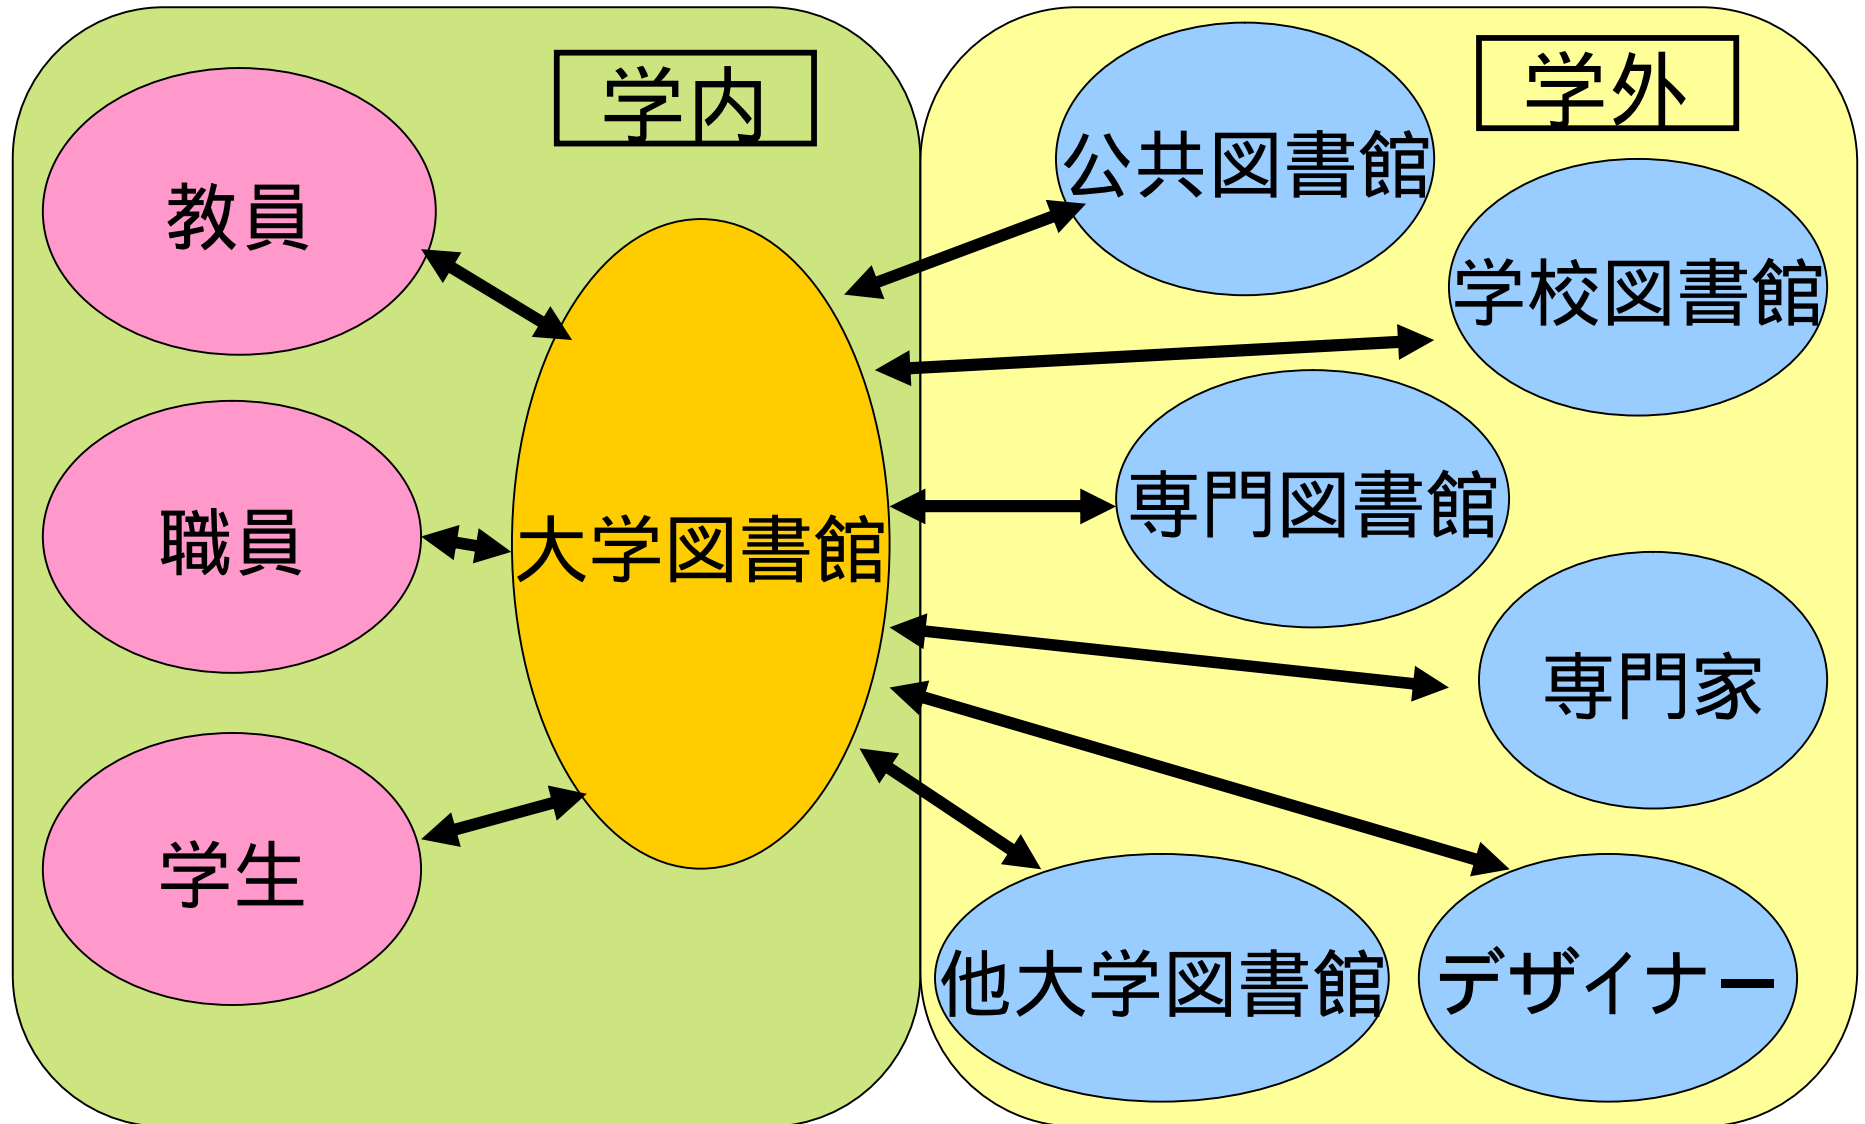 学内
教員
職員
学生
大学図書館
学外
公共図書館
学校図書館
専門図書館
専門家
他大学図書館
デザイナー